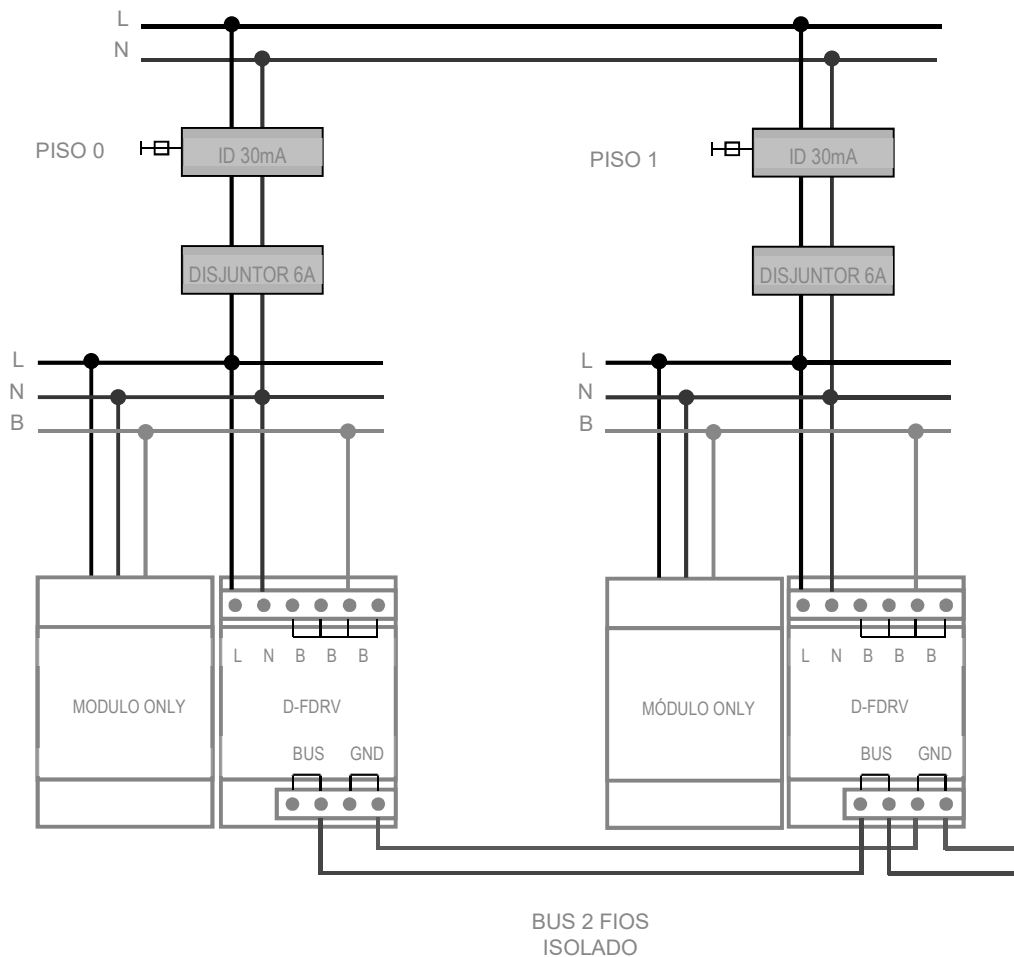 L
N
PISO 0
ID 30mA
PISO 1
ID 30mA
DISJUNTOR 6A
DISJUNTOR 6A
L
N
B
L
N
B
L N B B B
L N B B B
MODULO ONLY
D-FDRV
MÓDULO ONLY
D-FDRV
BUS GND
BUS GND
BUS 2 FIOS
ISOLADO